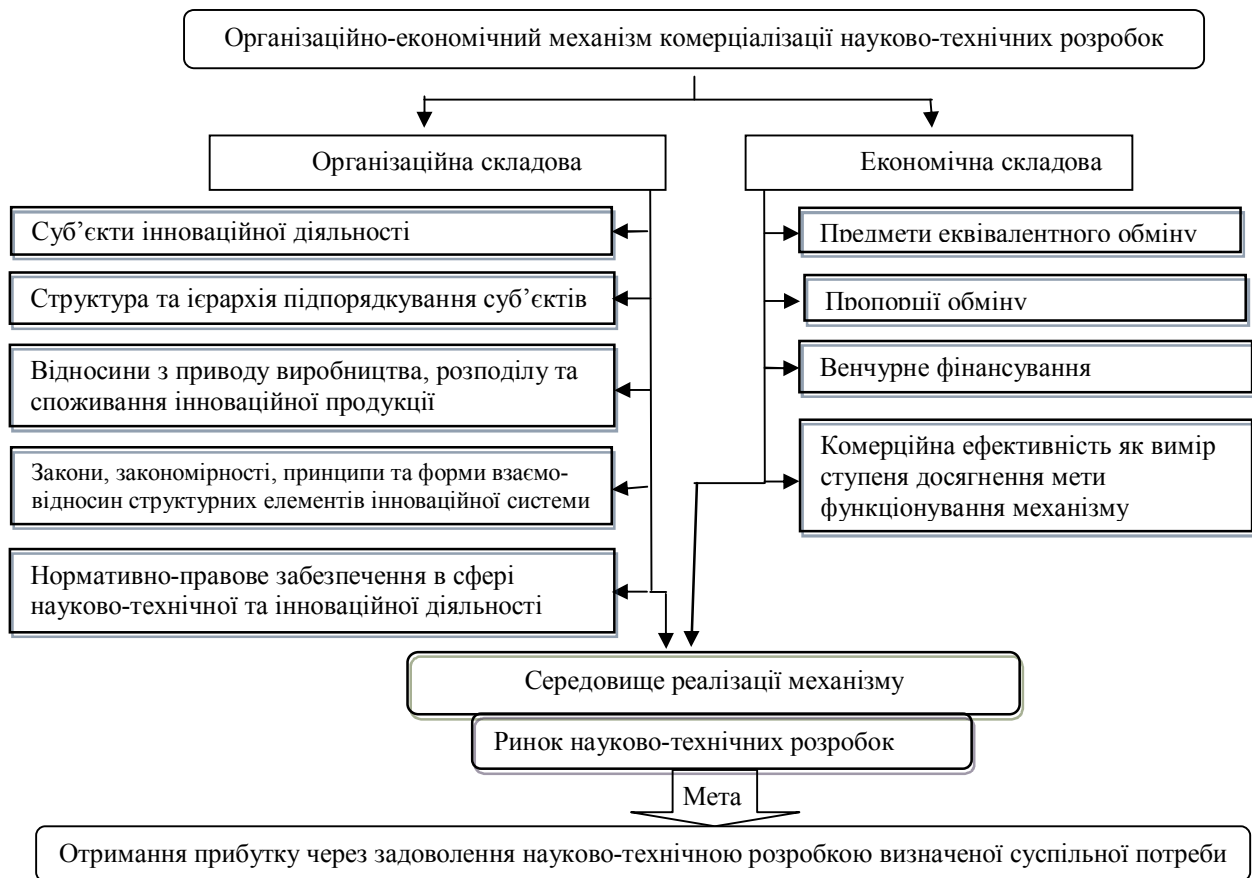 Організаційно-економічний механізм комерціалізації науково-технічних розробок
Організаційна складова
Економічна складова
Суб’єкти інноваційної діяльності
Структура та ієрархія підпорядкування суб’єктів
Відносини з приводу виробництва, розподілу та
споживання інноваційної продукції
Закони, закономірності, принципи та форми взаємо-
відносин структурних елементів інноваційної системи
Нормативно-правове забезпечення в сфері
науково-технічної та інноваційної діяльності
Предмети еквівалентного обміну
Пропорції обміну
Венчурне фінансування
Комерційна ефективність як вимір
ступеня досягнення мети
функціонування механізму
Середовище реалізації механізму
Ринок науково-технічних розробок
Мета
Отримання прибутку через задоволення науково-технічною розробкою визначеної суспільної потреби